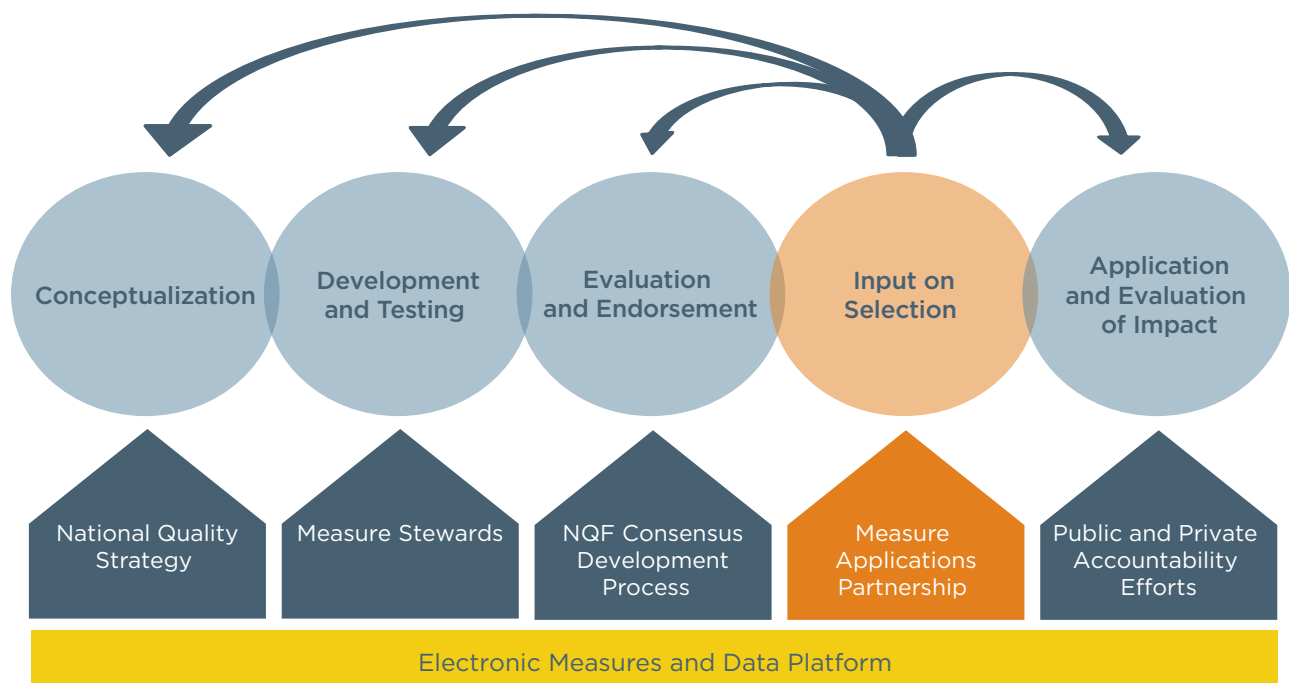 Conceptualization
Development
and Testing
Evaluation
and Endorsement
Input on
Selection
Application
and Evaluation
of Impact
National Quality
Strategy
Measure Stewards
NQF Consensus
Development
Process
Measure
Applications
Partnership
Public and Private
Accountability
Efforts
Electronic Measures and Data Platform